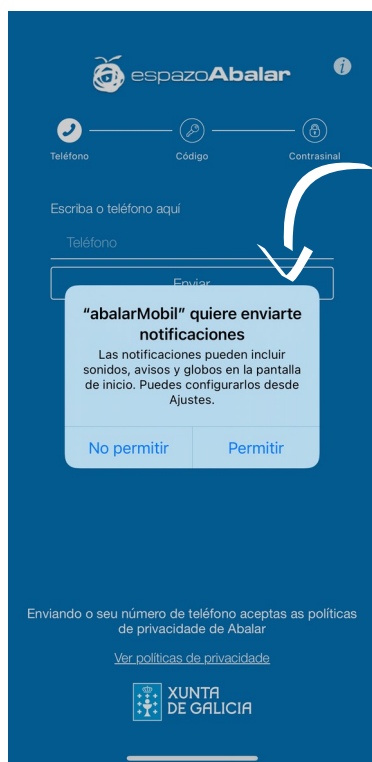 espazoAbalar
i
Teléfono Código Contrasinal
Escriba o teléfono aquí
Teléfono
Enviar
“abalarMobil” quiere enviarte
notificaciones
Las notificaciones pueden incluir
sonidos, avisos y globos en la pantalla
de inicio. Puedes configurarlos desde
Ajustes.
No permitir Permitir
Enviando o seu número de teléfono aceptas as políticas
de privacidade de Abalar
Ver políticas de privacidade
XUNTA
DE GALICIA